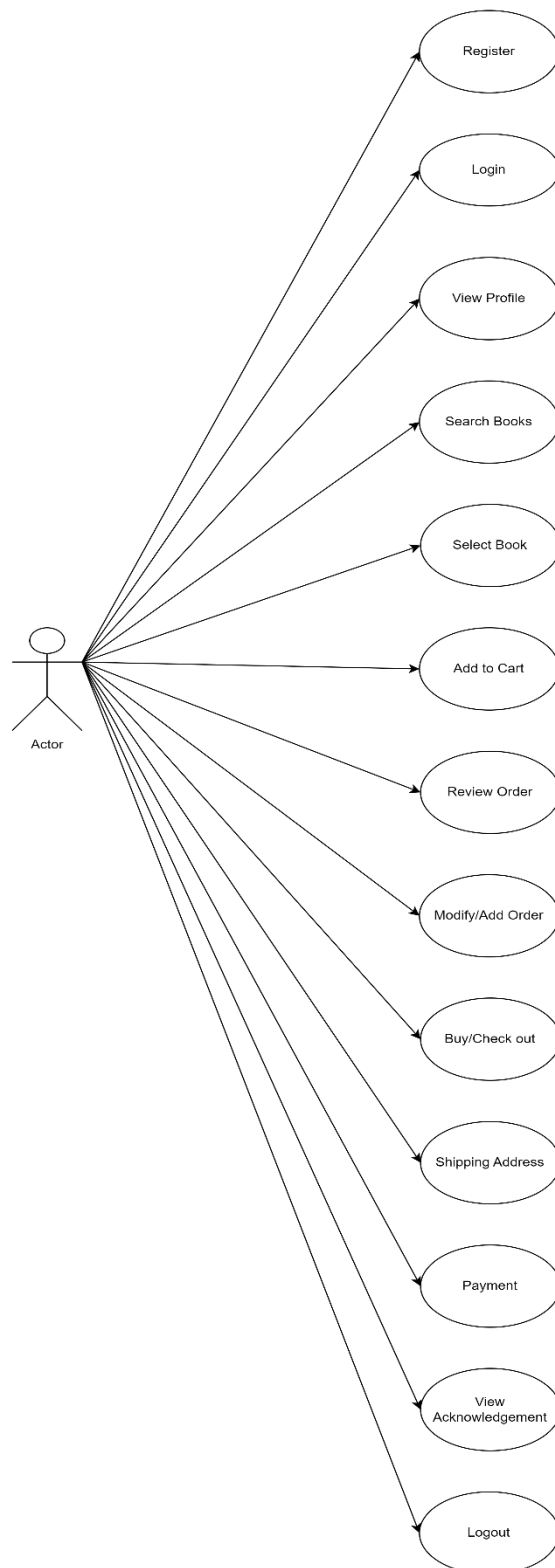 Register
Login
View Profile
Search Books
Select Book
Actor
Add to Cart
Review Order
Modify/Add Order
Buy/Check out
Shipping Address
Payment
View
Acknowledgement
Logout